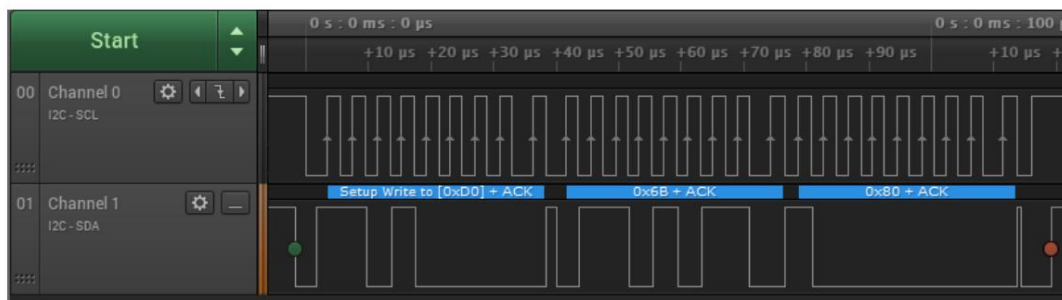 Start
0 s : 0 ms : 0 µs
0 s : 0 ms : 100
+10 µs +20 µs +30 µs +40 µs +50 µs +60 µs +70 µs +80 µs +90 µs +10 µs
00 Channel 0
I2C - SCL
Setup Write to [0xD0] + ACK
0x6B + ACK
0x80 + ACK
01 Channel 1
I2C - SDA